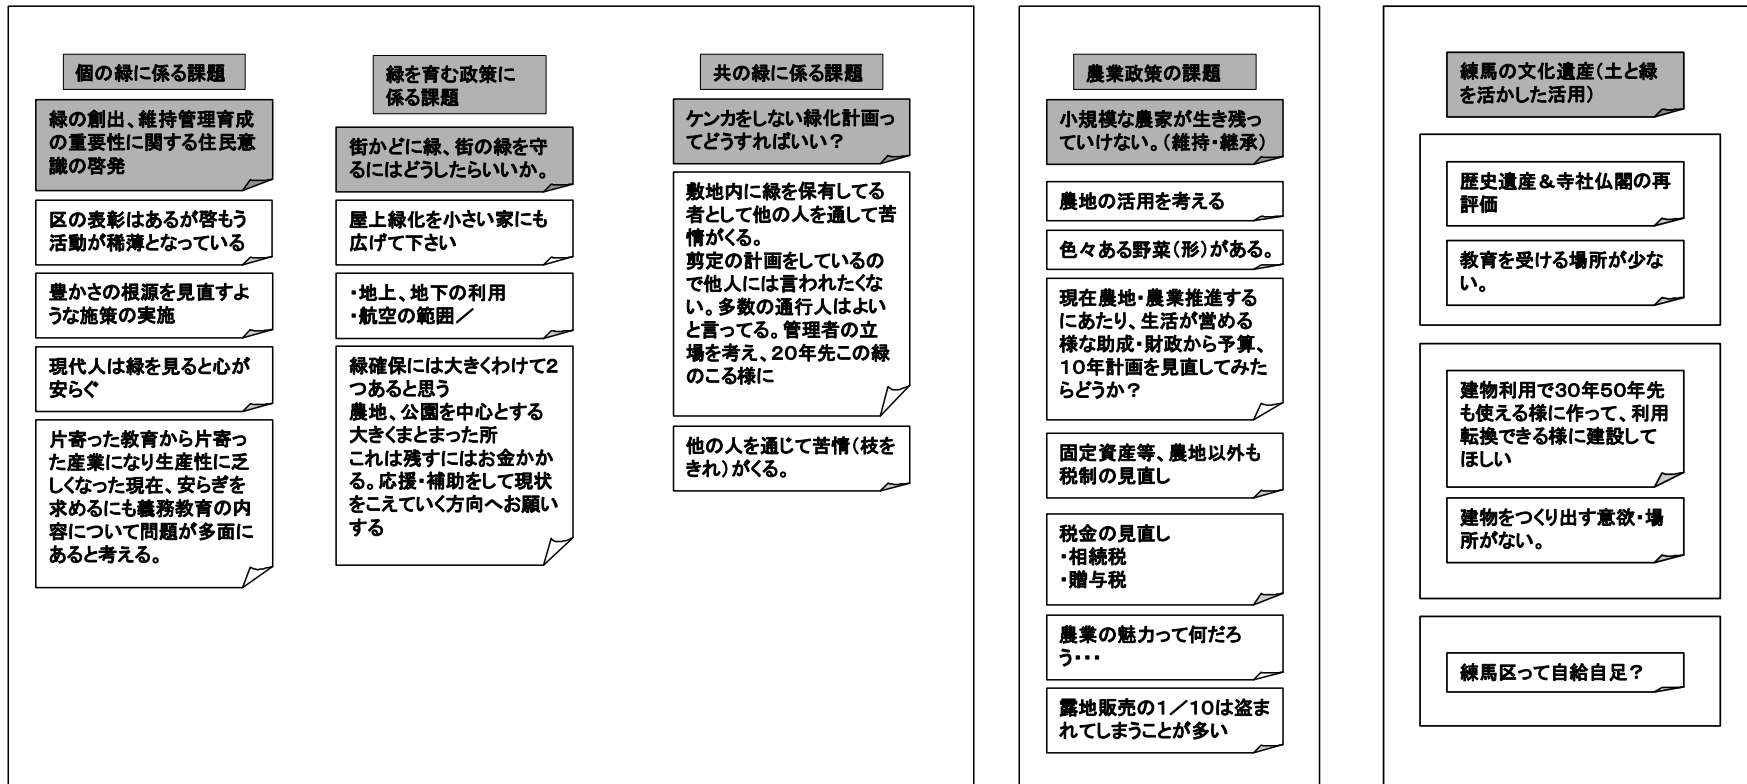 個の緑に係る課題
緑の創出、維持管理育成
の重要性に関する住民意
識の啓発
区の表彰はあるが啓もう
活動が稀薄となっている
豊かさの根源を見直すよ
うな施策の実施
現代人は緑を見ると心が
安らぐ
片寄った教育から片寄っ
た産業になり生産性に乏
しくなった現在、安らぎを
求めるにも義務教育の内
容について問題が多面に
あると考える。
緑を育む政策に
係る課題
街かどに緑、街の緑を守
るにはどうしたらいいか。
屋上緑化を小さい家にも
広げて下さい
・地上、地下の利用
・航空の範囲／
緑確保には大きくわけて2
つあると思う
農地、公園を中心とする
大きくまとまった所
これは残すにはお金かか
る。応援・補助をして現状
をこえていく方向へお願い
する
共の緑に係る課題
ケンカをしない緑化計画っ
てどうすればいい？
敷地内に緑を保有してる
者として他の人を通して苦
情がくる。
剪定の計画をしているの
で他人には言われたくな
い。多数の通行人はよい
と言ってる。管理者の立
場を考え、20年先この緑
のこる様に
他の人を通じて苦情（枝を
きれ）がくる。
農業政策の課題
小規模な農家が生き残っ
ていけない。（維持・継承）
農地の活用を考える
色々ある野菜（形）がある。
現在農地・農業推進する
にあたり、生活が営める
様な助成・財政から予算、
10年計画を見直してみた
らどうか？
固定資産等、農地以外も
税制の見直し
税金の見直し
・相続税
・贈与税
農業の魅力って何だろ
う・・・
露地販売の1／10は盗ま
れてしまうことが多い
練馬の文化遺産（土と緑
を活かした活用）
歴史遺産＆寺社仏閣の再
評価
教育を受ける場所が少な
い。
建物利用で30年50年先
も使える様に作って、利用
転換できる様に建設して
ほしい
建物をつくり出す意欲・場
所がない。
練馬区って自給自足？